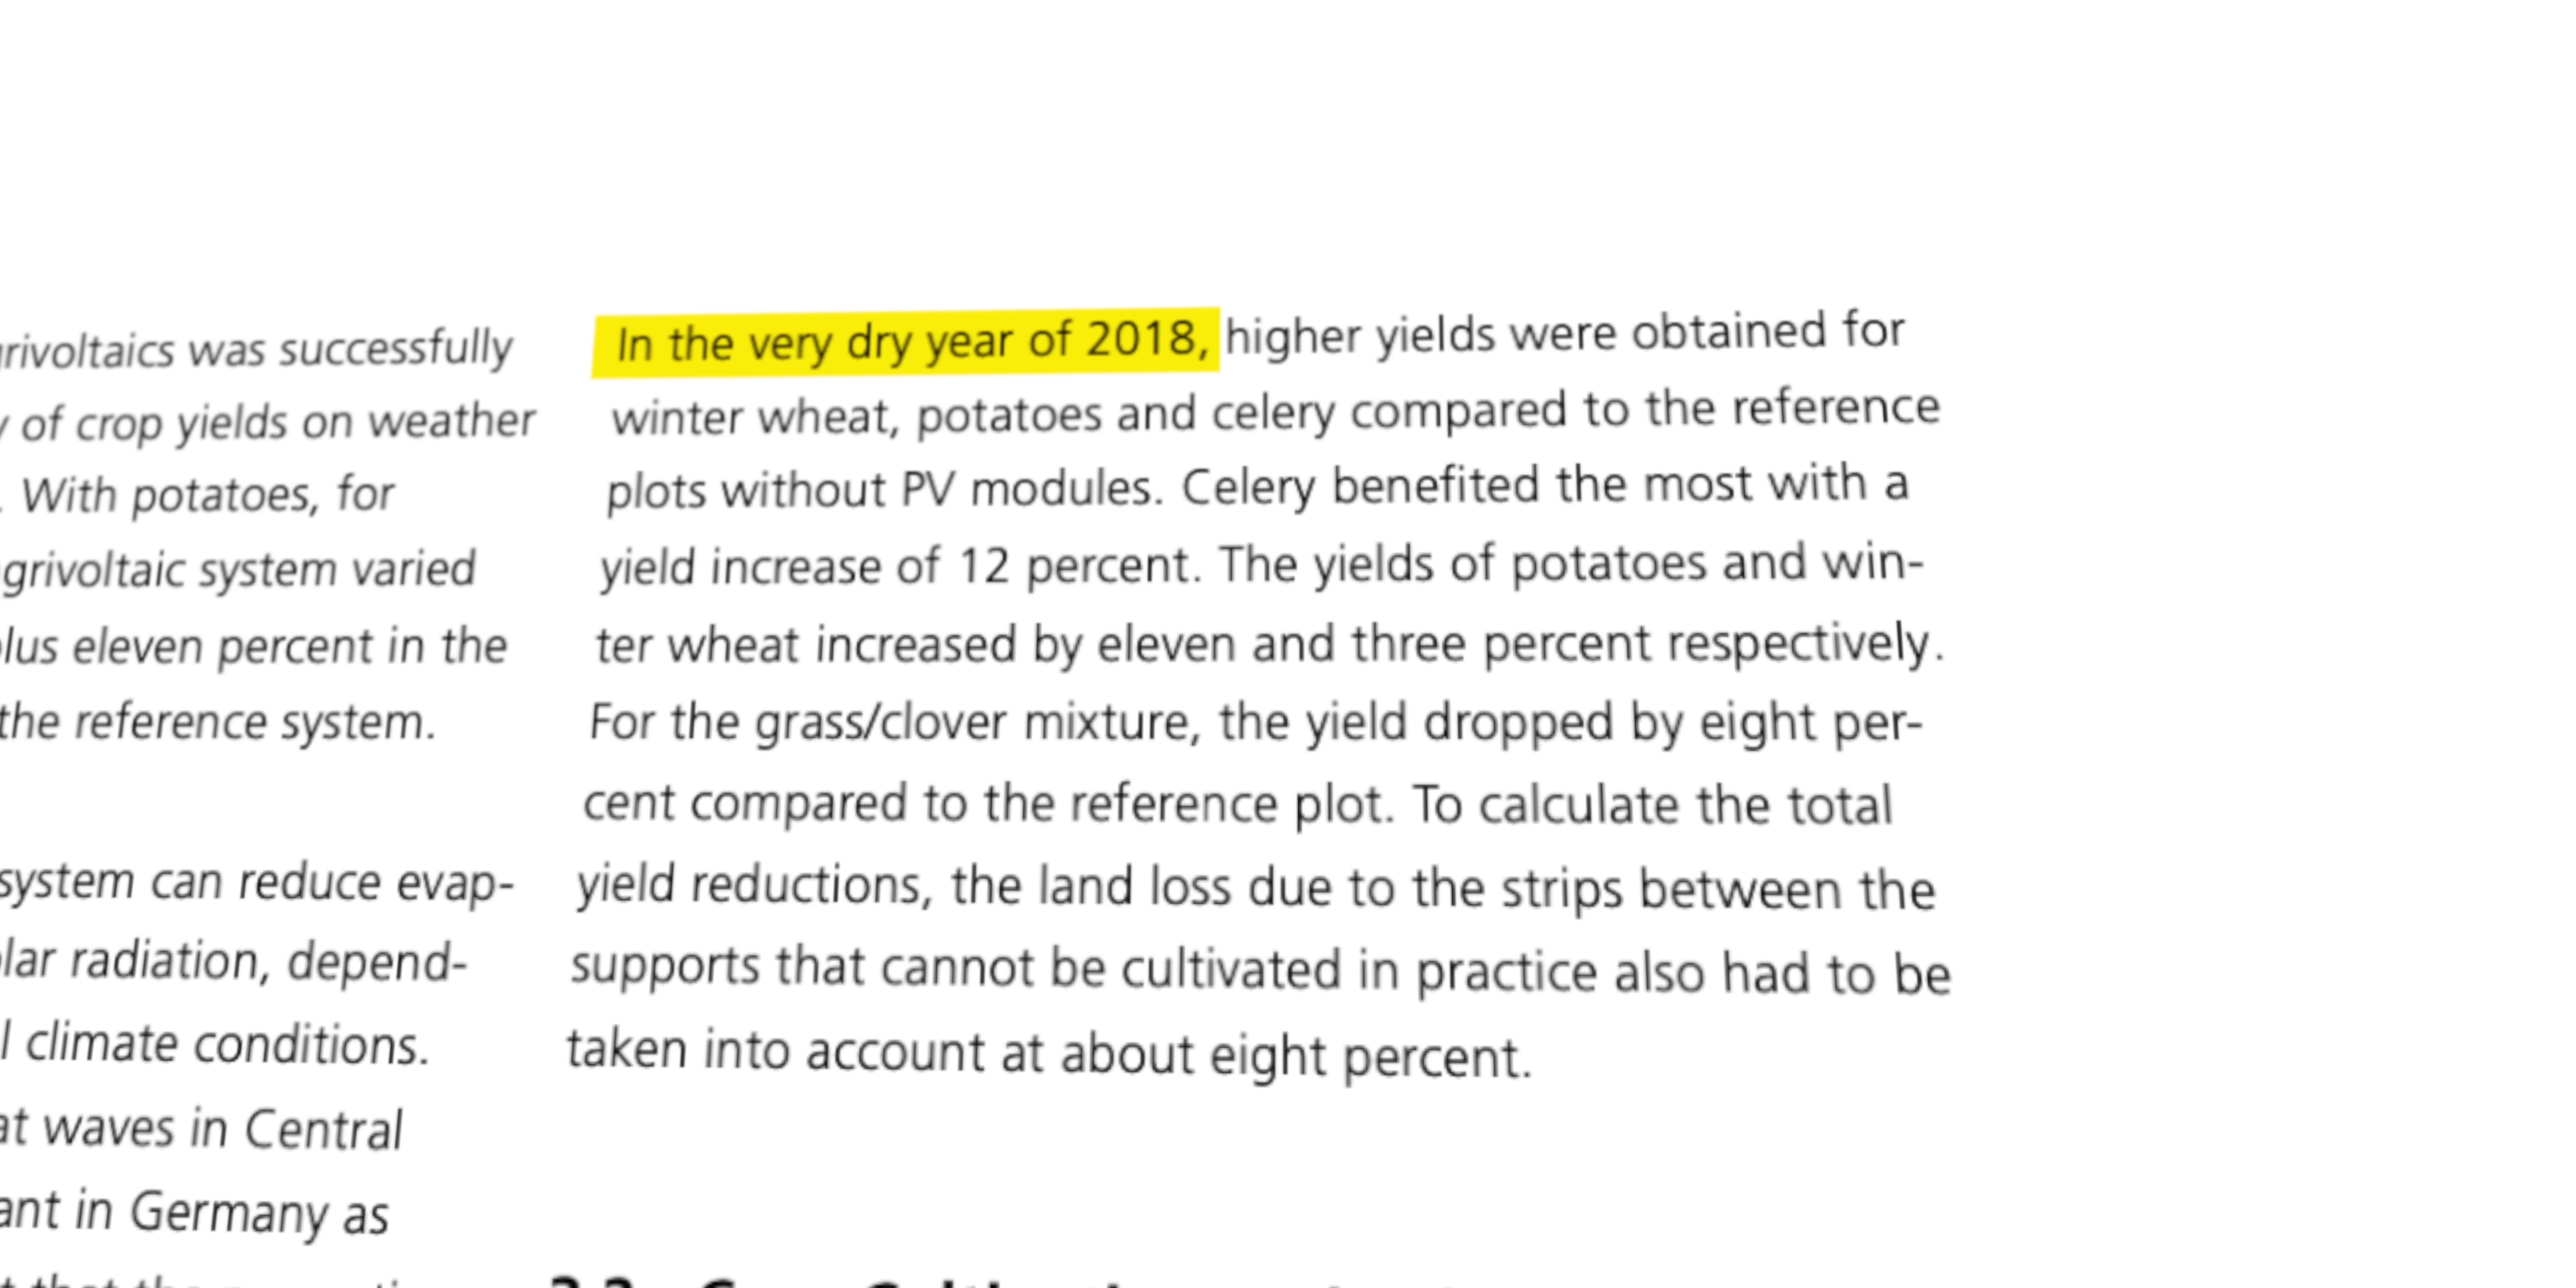 grivoltaics was successfully
of crop yields on weather
With potatoes, for
agrivoltaic system varied
plus eleven percent in the
the reference system.
system can reduce evap-
radiation, depend-
climate conditions.
waves in Central
in Germany as
In the very dry year of 2018, higher yields were obtained for
winter wheat, potatoes and celery compared to the reference
plots without PV modules. Celery benefited the most with a
yield increase of 12 percent. The yields of potatoes and win-
ter wheat increased by eleven and three percent respectively.
For the grass/clover mixture, the yield dropped by eight per-
cent compared to the reference plot. To calculate the total
yield reductions, the land loss due to the strips between the
supports that cannot be cultivated in practice also had to be
taken into account at about eight percent.